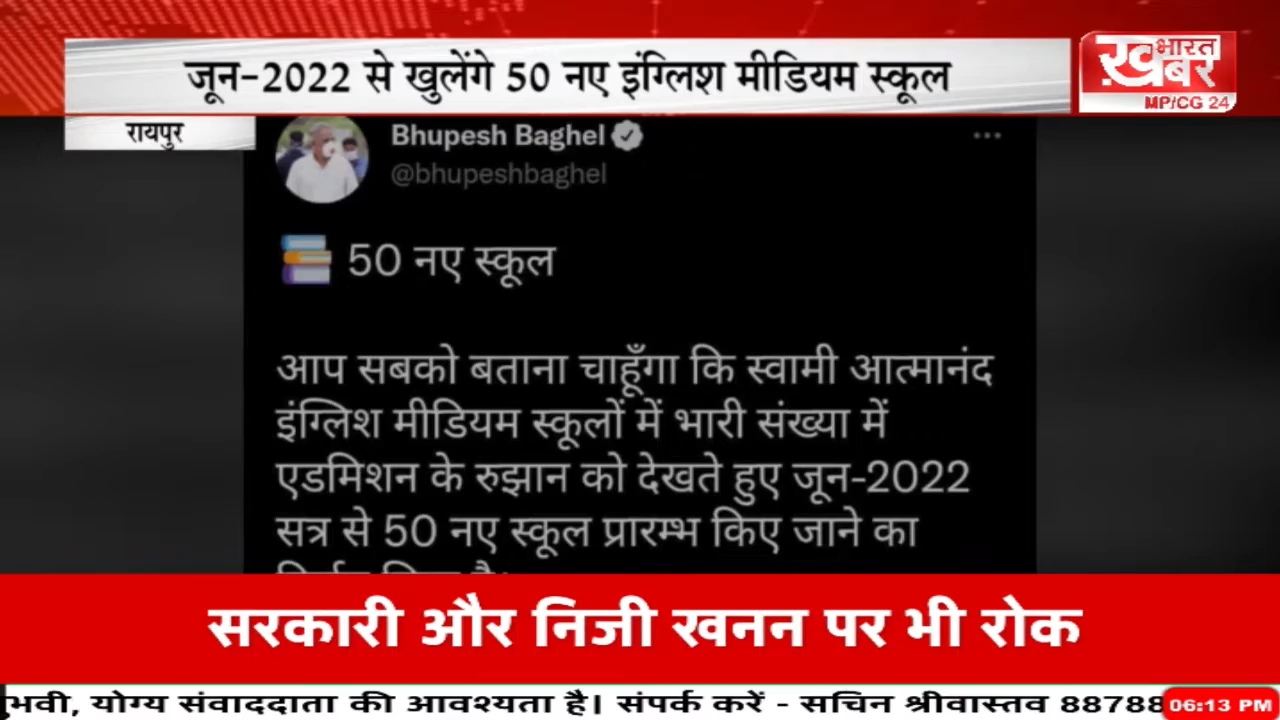 जून-2022 से खुलेंगे 50 नए इंग्लिश मीडियम स्कूल
भारत
ख़बर
MP/CG 24
रायपुर
Bhupesh Baghel
@bhupeshbaghel
50 नए स्कूल
आप सबको बताना चाहूँगा कि स्वामी आत्मानंद
इंग्लिश मीडियम स्कूलों में भारी संख्या में
एडमिशन के रुझान को देखते हुए जून-2022
सत्र से 50 नए स्कूल प्रारम्भ किए जाने का
सरकारी और निजी खनन पर भी रोक
योग्य संवाददाता की आवश्यता है। संपर्क करें - सचिन श्रीवास्तव 88788
06:13 PM